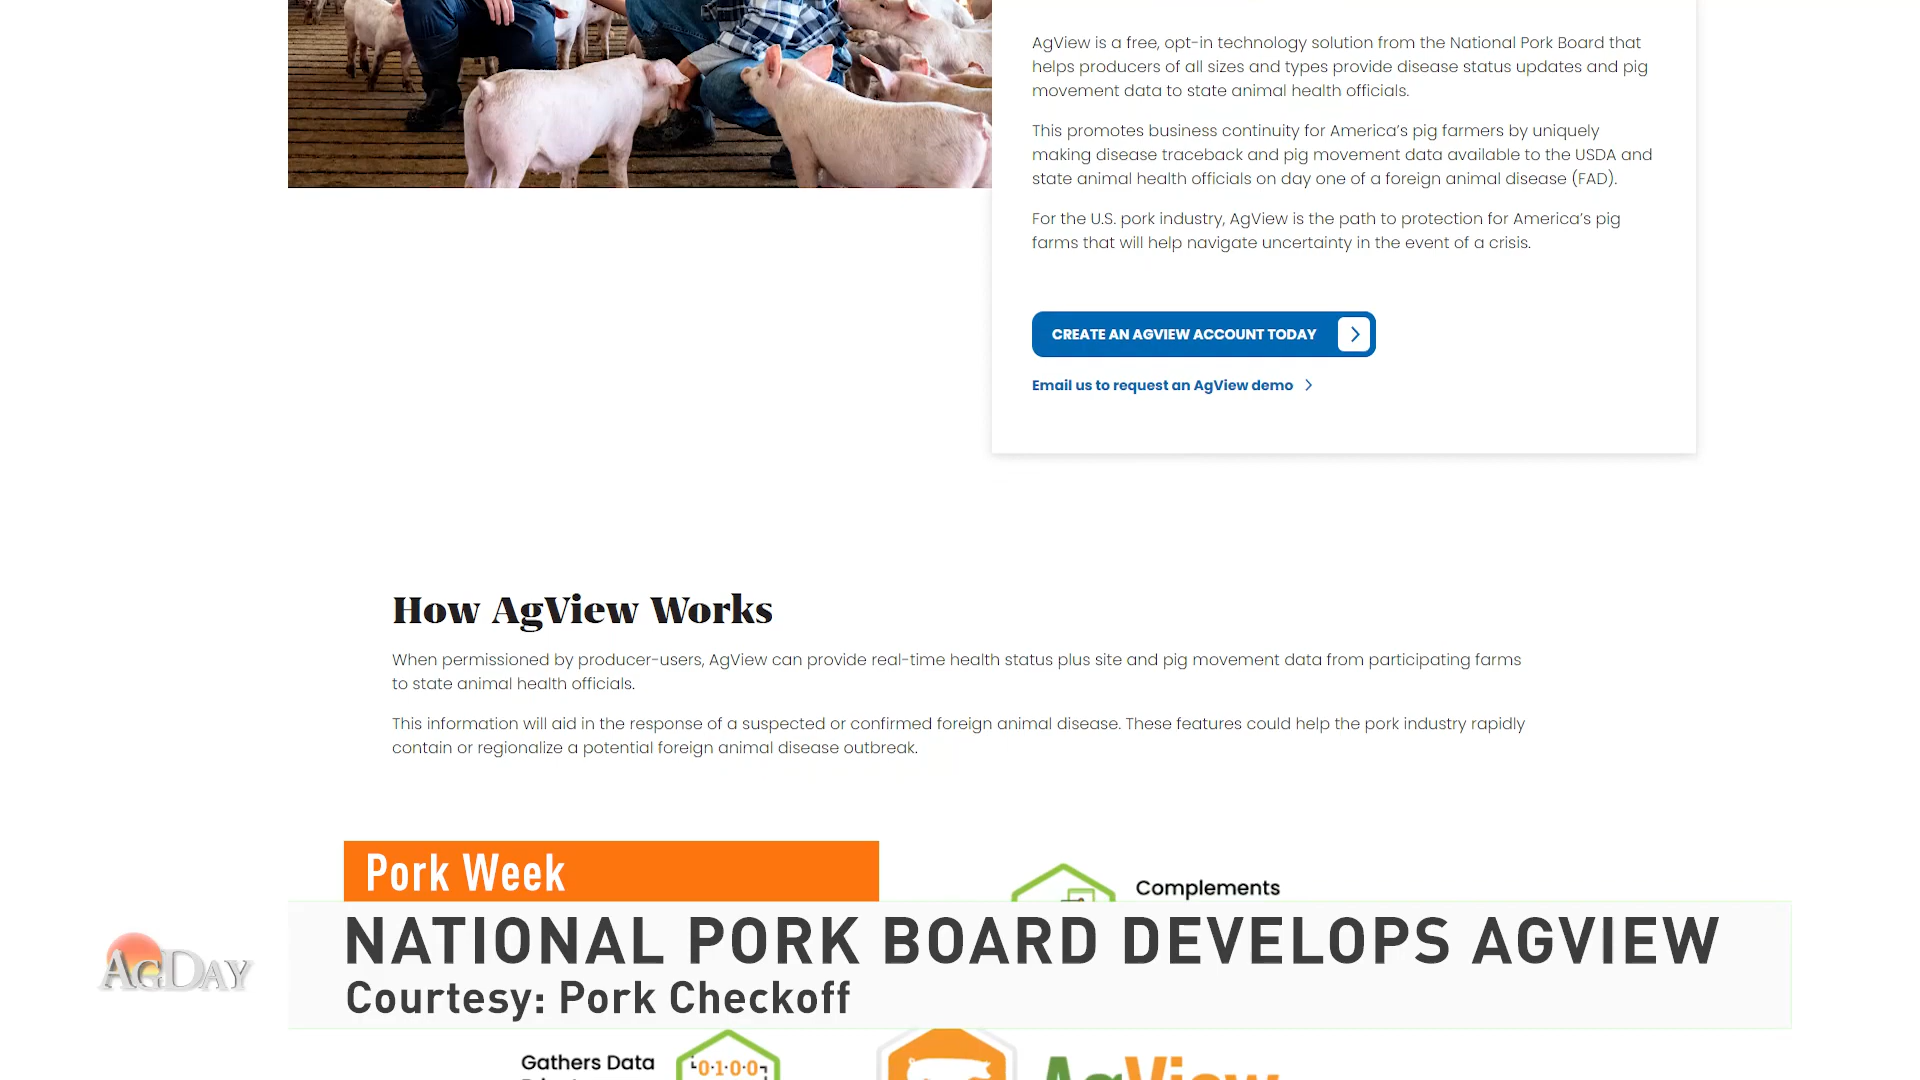 AgView is a free, opt-in technology solution from the National Pork Board that
helps producers of all sizes and types provide disease status updates and pig
movement data to state animal health officials.
This promotes business continuity for America's pig farmers by uniquely
making disease traceback and pig movement data available to the USDA and
state animal health officials on day one of a foreign animal disease (FAD).
For the U.S. pork industry, AgView is the path to protection for America's pig
farms that will help navigate uncertainty in the event of a crisis.
CREATE AN AGVIEW ACCOUNT TODAY
Email us to request an AgView demo
How AgView Works
When permissioned by producer-users, AgView can provide real-time health status plus site and pig movement data from participating farms
to state animal health officials.
This information will aid in the response of a suspected or confirmed foreign animal disease. These features could help the pork industry rapidly
contain or regionalize a potential foreign animal disease outbreak.
Pork Week
Complements
NATIONAL PORK BOARD DEVELOPS AGVIEW
Courtesy: Pork Checkoff
AGDAY
Gathers Data
0100
AgView